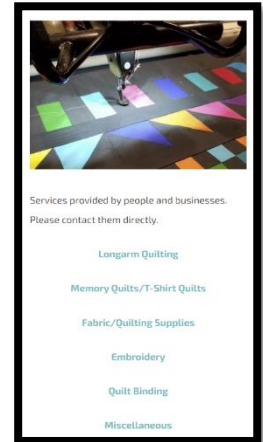 Services provided by people and businesses.
Please contact them directly.
Longarm Quilting
Memory Quilts/T-Shirt Quilts
Fabric/Quilting Supplies
Embroidery
Quilt Binding
Miscellaneous